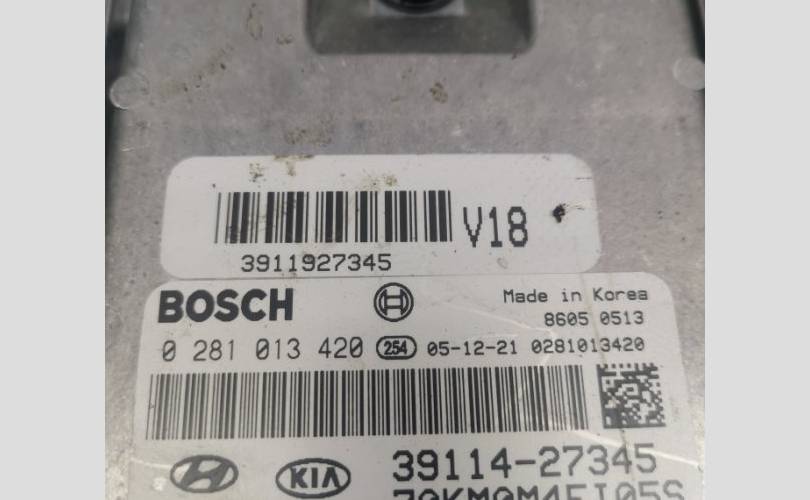 V18
3911927345
BOSCH
Made in Korea
8605 0513
0 281 013 420 254 05-12-21 0281013420
KIA
39114-27345